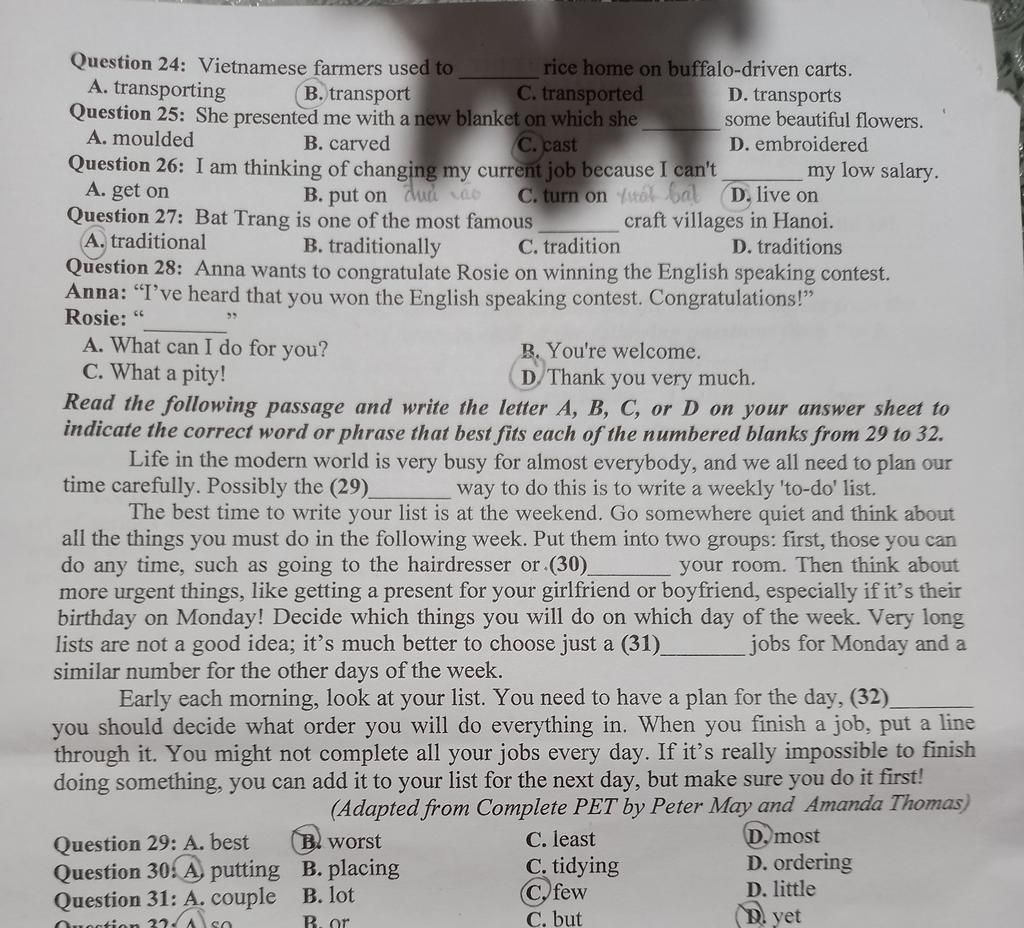 Question 24: Vietnamese farmers used to ________ rice home on buffalo-driven carts.
A. transporting B. transport C. transported D. transports
Question 25: She presented me with a new blanket on which she ________ some beautiful flowers.
A. moulded B. carved C. cast D. embroidered
Question 26: I am thinking of changing my current job because I can't ________ my low salary.
A. get on B. put on C. turn on D. live on
Question 27: Bat Trang is one of the most famous ________ craft villages in Hanoi.
A. traditional B. traditionally C. tradition D. traditions
Question 28: Anna wants to congratulate Rosie on winning the English speaking contest.
Anna: “I’ve heard that you won the English speaking contest. Congratulations!”
Rosie: “________”
A. What can I do for you? B. You're welcome.
C. What a pity! D. Thank you very much.
Read the following passage and write the letter A, B, C, or D on your answer sheet to
indicate the correct word or phrase that best fits each of the numbered blanks from 29 to 32.
Life in the modern world is very busy for almost everybody, and we all need to plan our
time carefully. Possibly the (29)________ way to do this is to write a weekly 'to-do' list.
The best time to write your list is at the weekend. Go somewhere quiet and think about
all the things you must do in the following week. Put them into two groups: first, those you can
do any time, such as going to the hairdresser or (30)________ your room. Then think about
more urgent things, like getting a present for your girlfriend or boyfriend, especially if it’s their
birthday on Monday! Decide which things you will do on which day of the week. Very long
lists are not a good idea; it’s much better to choose just a (31)________ jobs for Monday and a
similar number for the other days of the week.
Early each morning, look at your list. You need to have a plan for the day, (32)________
you should decide what order you will do everything in. When you finish a job, put a line
through it. You might not complete all your jobs every day. If it’s really impossible to finish
doing something, you can add it to your list for the next day, but make sure you do it first!
(Adapted from Complete PET by Peter May and Amanda Thomas)
Question 29: A. best B. worst C. least D. most
Question 30: A. putting B. placing C. tidying D. ordering
Question 31: A. couple B. lot C. few D. little
Question 32: A. so B. or C. but D. yet